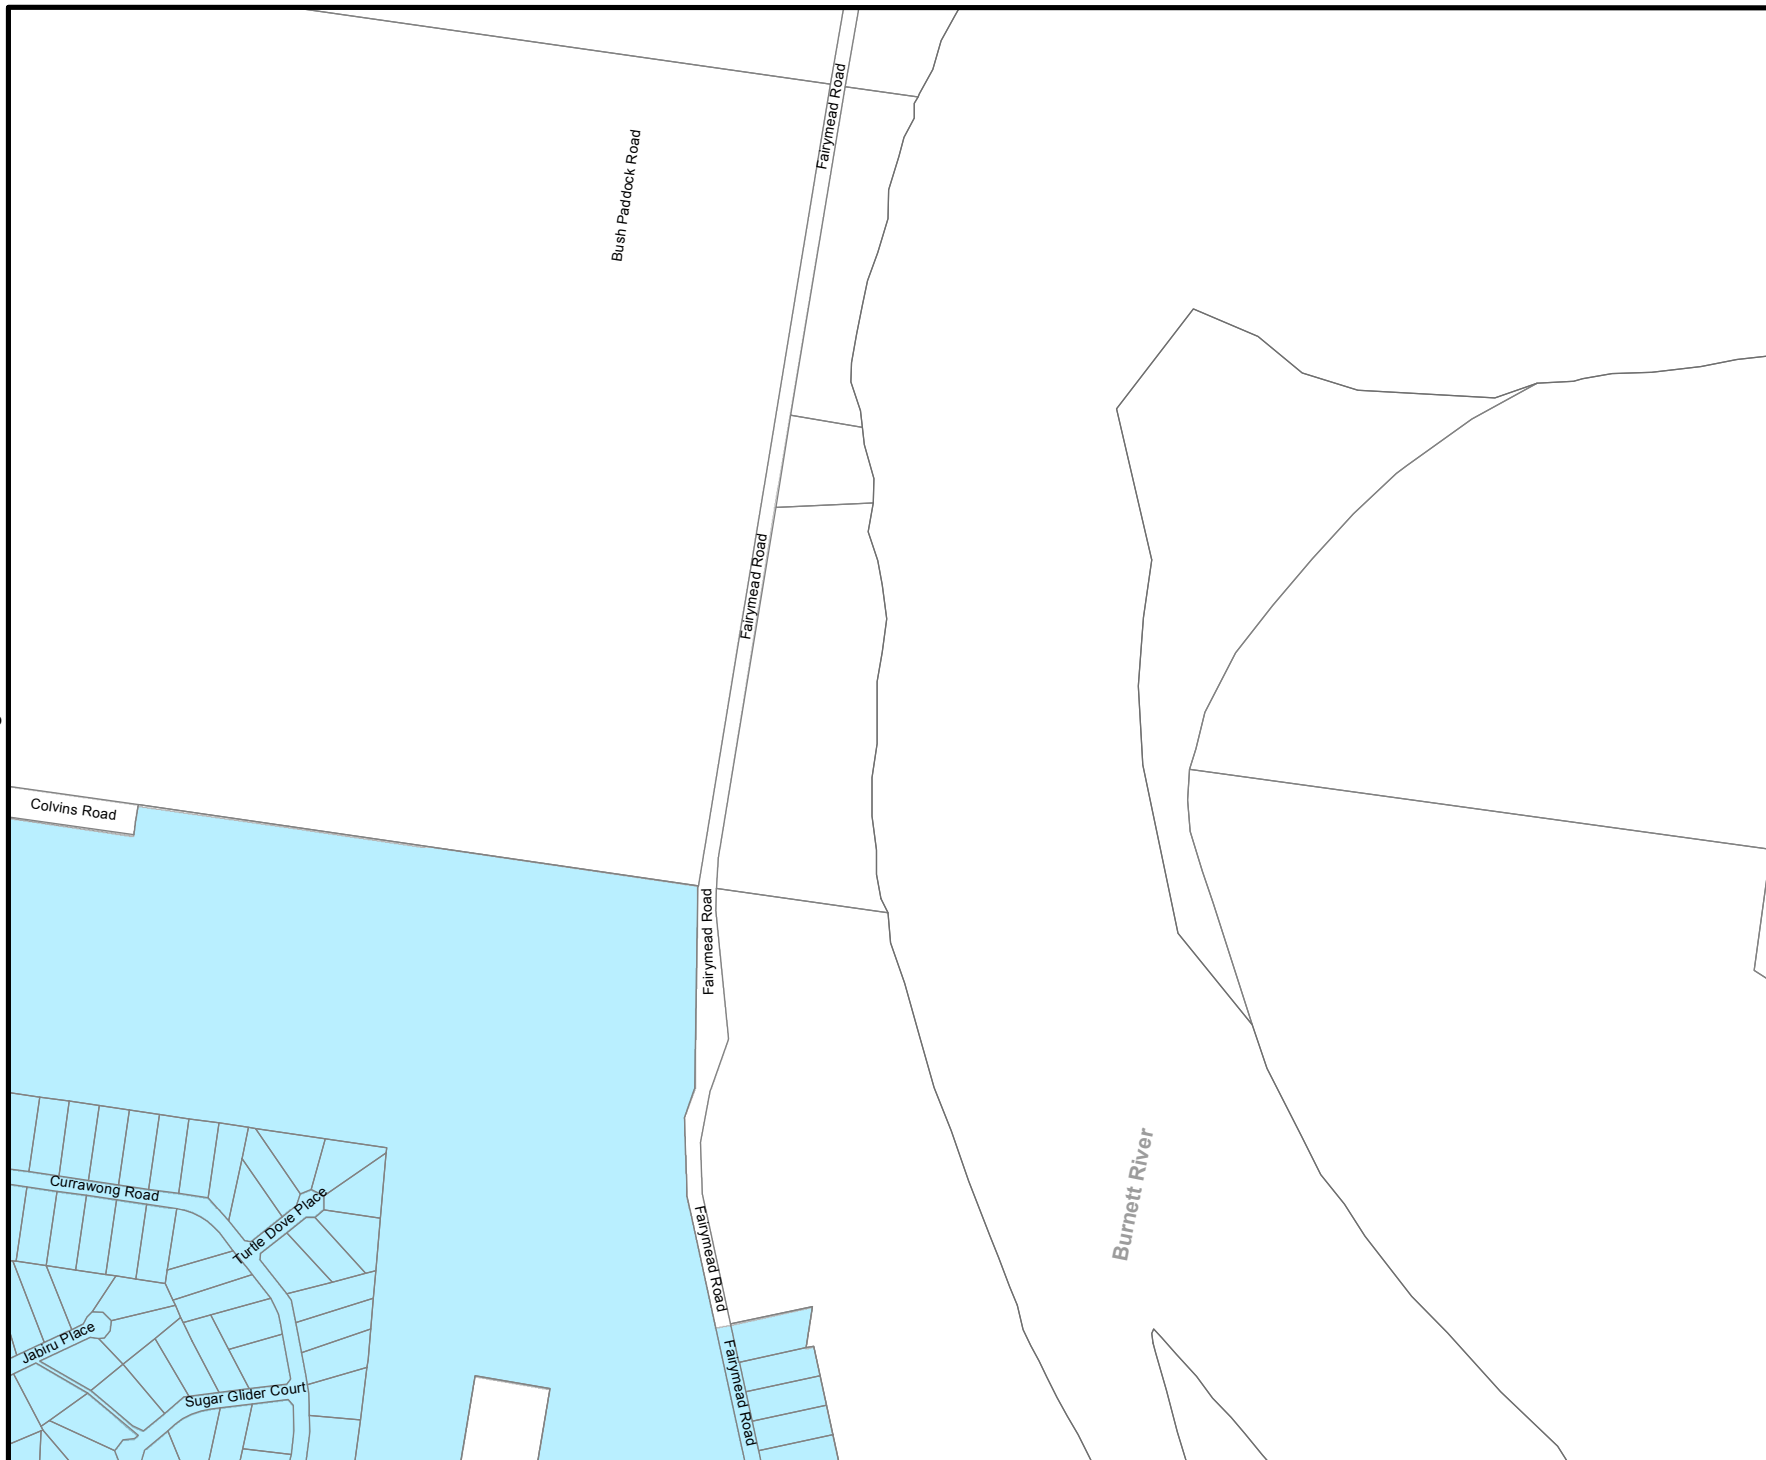 Fairymead Road
Bush Paddock Road
Fairymead Road
Colvins Road
Fairymead Road
Currawong Road
Turtle Dove Place
Burnett River
Fairymead Road
Jabiru Place
Fairymead Road
Sugar Glider Court